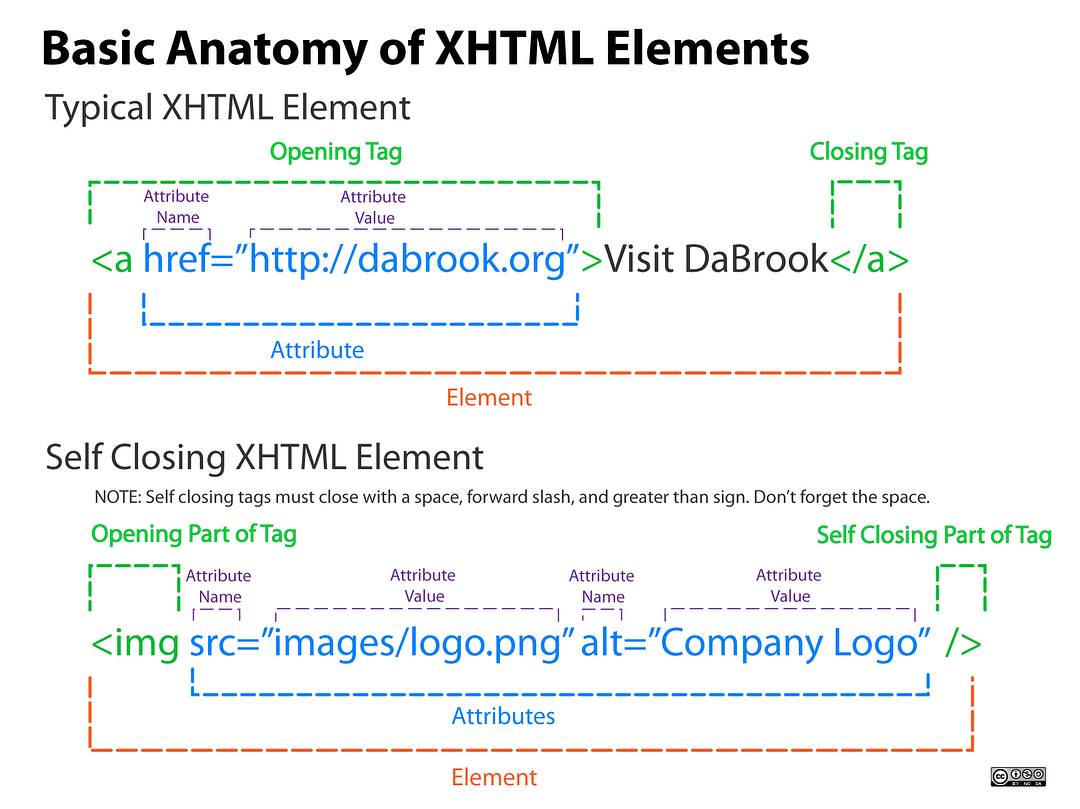 Basic Anatomy of XHTML Elements
Typical XHTML Element
Opening Tag
Closing Tag
Attribute
Name
Attribute
Value
<a href=”http://dabrook.org”>Visit DaBrook</a>
Attribute
Element
Self Closing XHTML Element
NOTE: Self closing tags must close with a space, forward slash, and greater than sign. Don’t forget the space.
Opening Part of Tag
Self Closing Part of Tag
Attribute
Name
Attribute
Value
Attribute
Name
Attribute
Value
<img src=”images/logo.png” alt=”Company Logo” />
Attributes
Element
cc